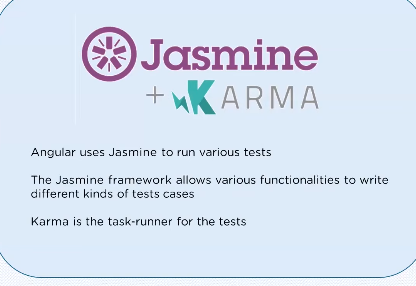 Jasmine
+ KARMA
Angular uses Jasmine to run various tests
The Jasmine framework allows various functionalities to write
different kinds of tests cases
Karma is the task-runner for the tests